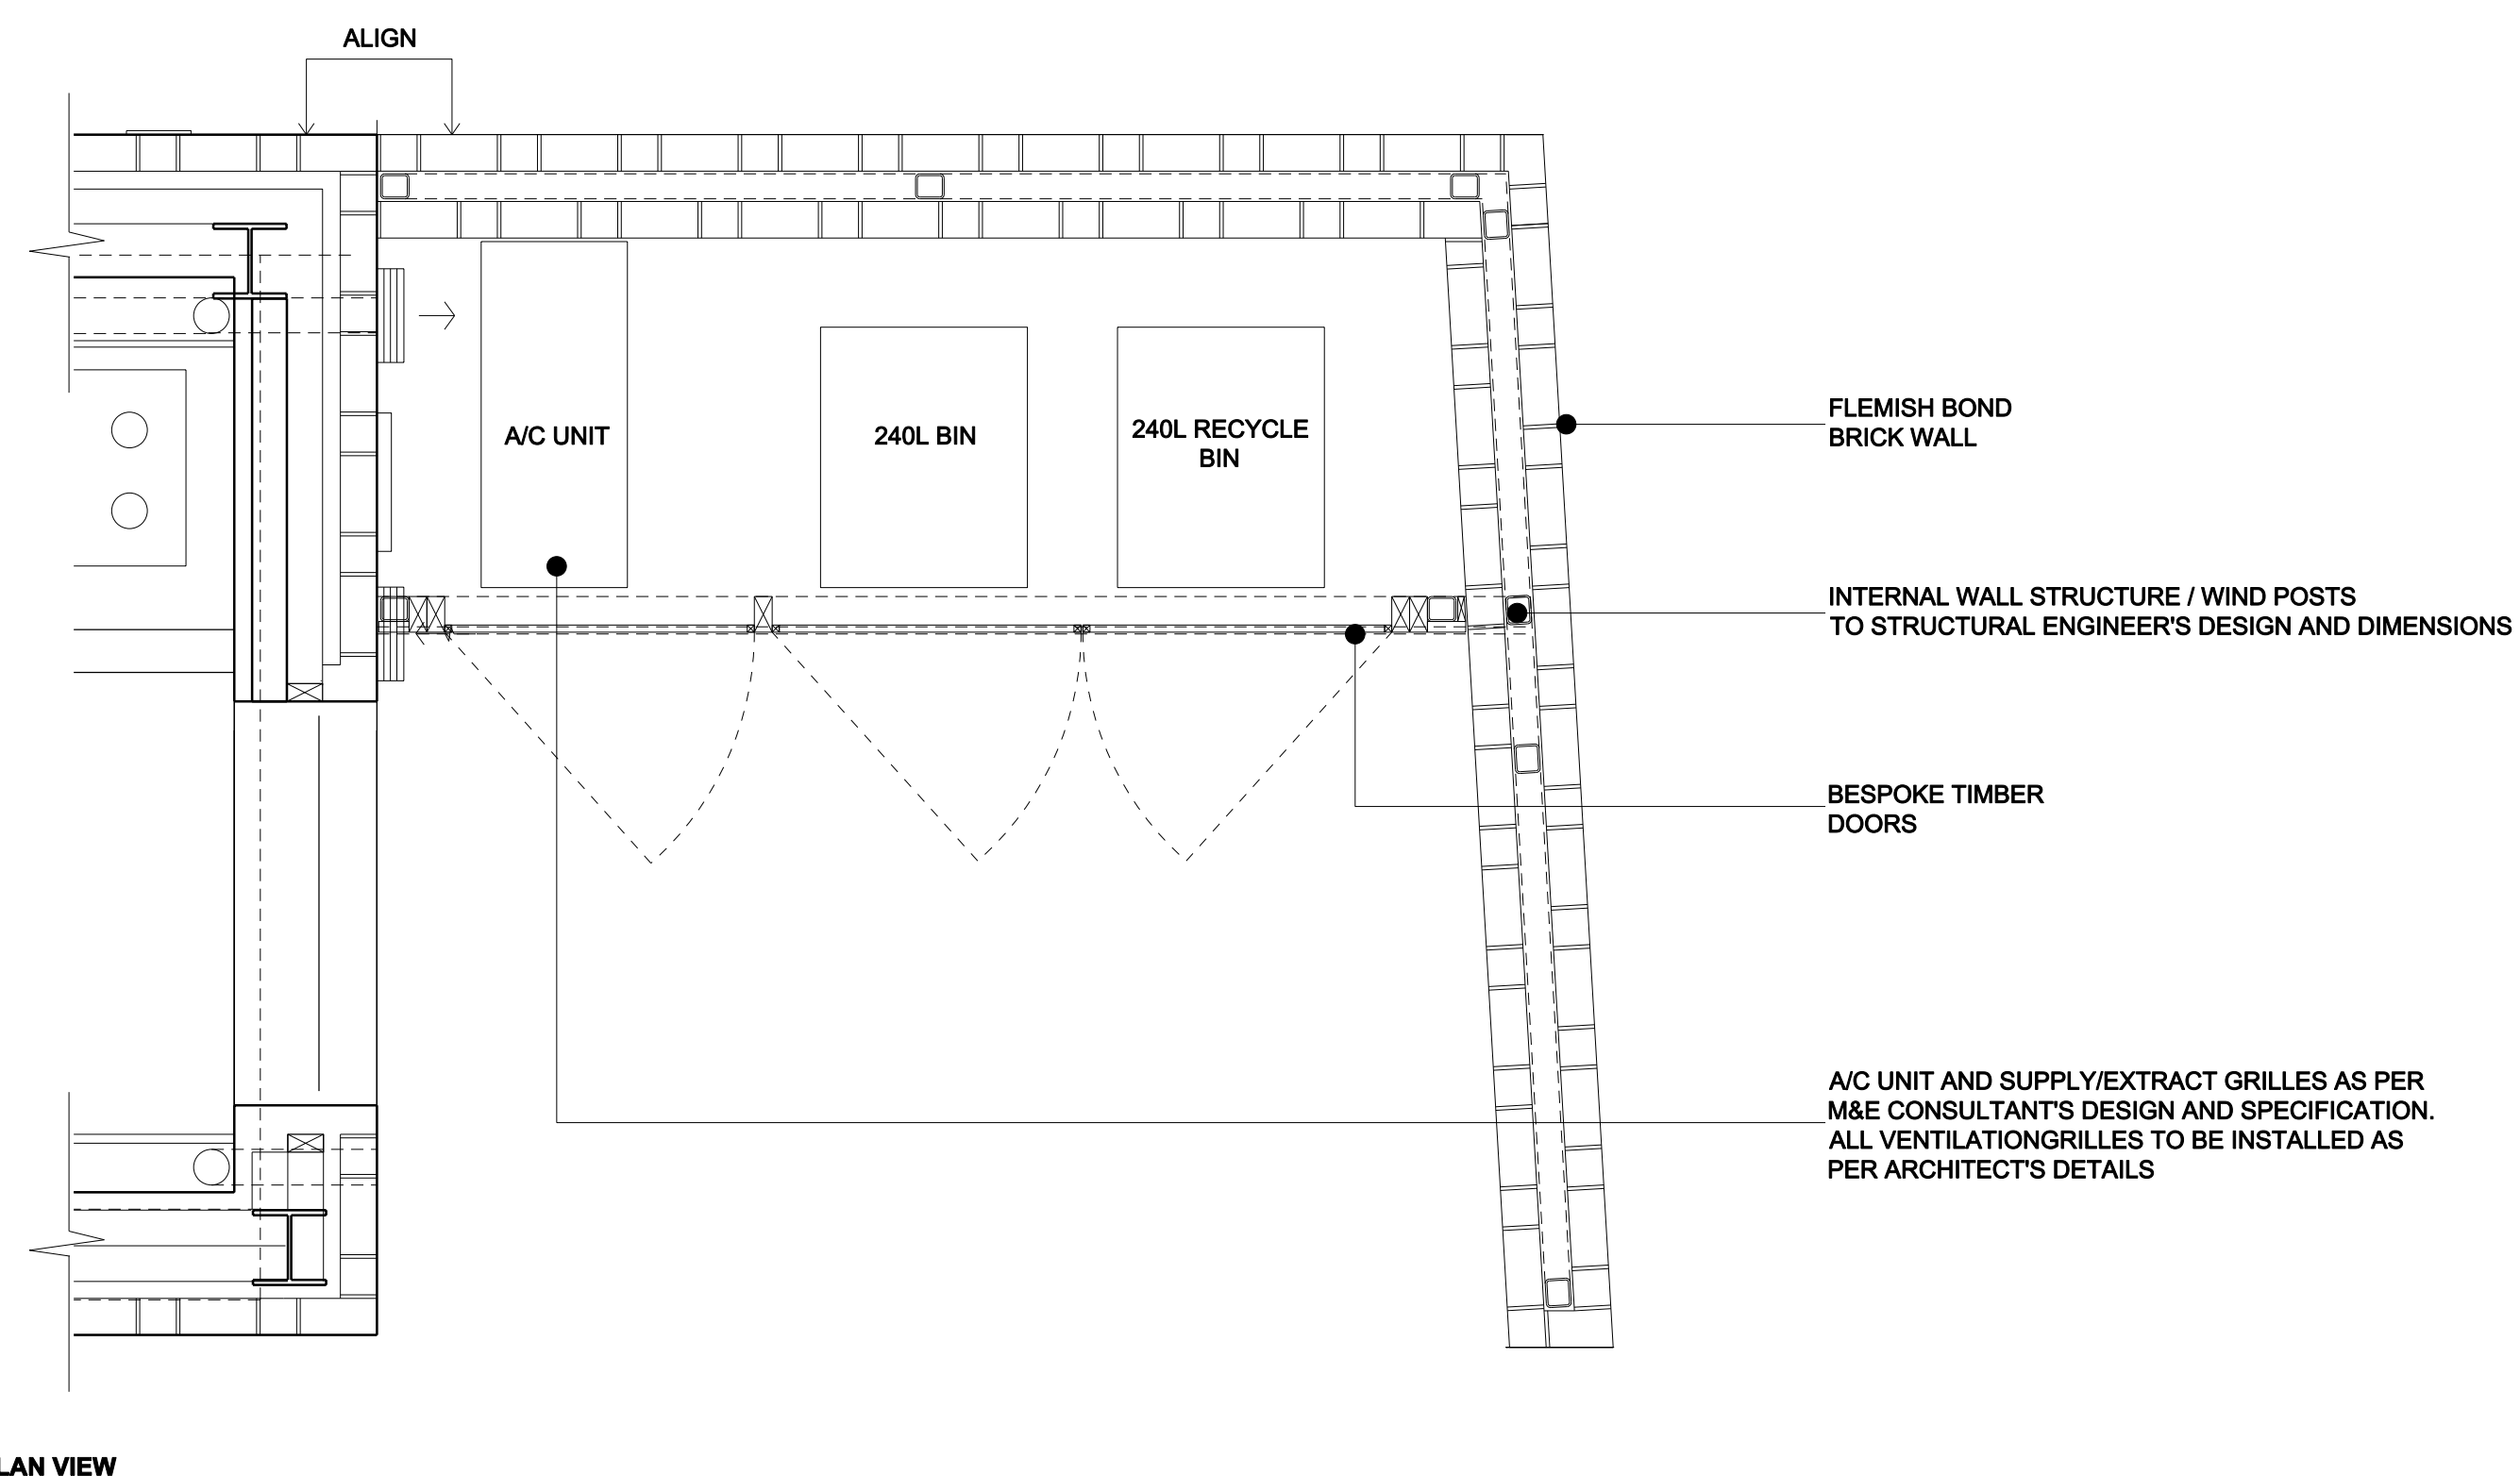 ALIGN
A/C UNIT
240L BIN
240L RECYCLE
BIN
FLEMISH BOND
BRICK WALL
INTERNAL WALL STRUCTURE / WIND POSTS
TO STRUCTURAL ENGINEER'S DESIGN AND DIMENSIONS
BESPOKE TIMBER
DOORS
A/C UNIT AND SUPPLY/EXTRACT GRILLES AS PER
M&E CONSULTANT'S DESIGN AND SPECIFICATION.
ALL VENTILATIONGRILLES TO BE INSTALLED AS
PER ARCHITECT'S DETAILS
LAN VIEW